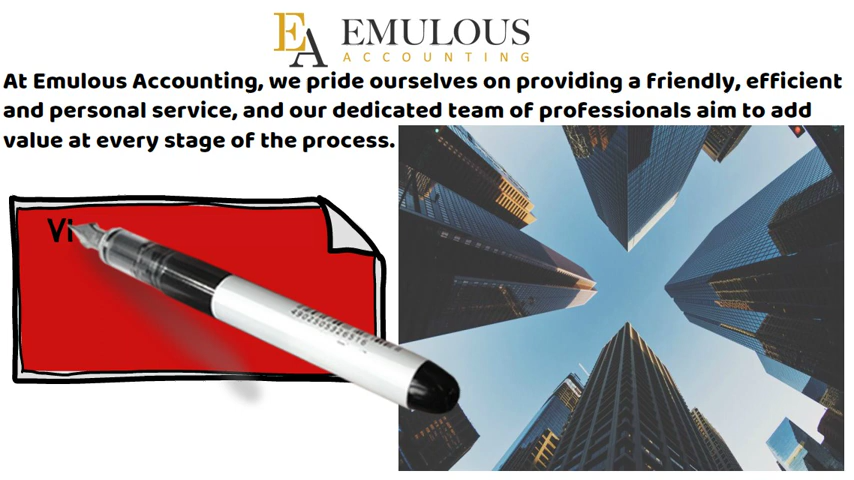 EA EMULOUS
ACCOUNTING
At Emulous Accounting, we pride ourselves on providing a friendly, efficient
and personal service, and our dedicated team of professionals aim to add
value at every stage of the process.
Vi